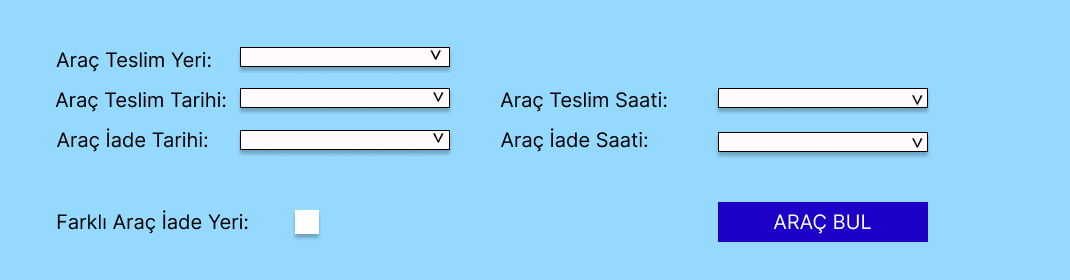 Araç Teslim Yeri:
Araç Teslim Tarihi: Araç Teslim Saati:
Araç İade Tarihi: Araç İade Saati:
Farklı Araç İade Yeri: ARAÇ BUL